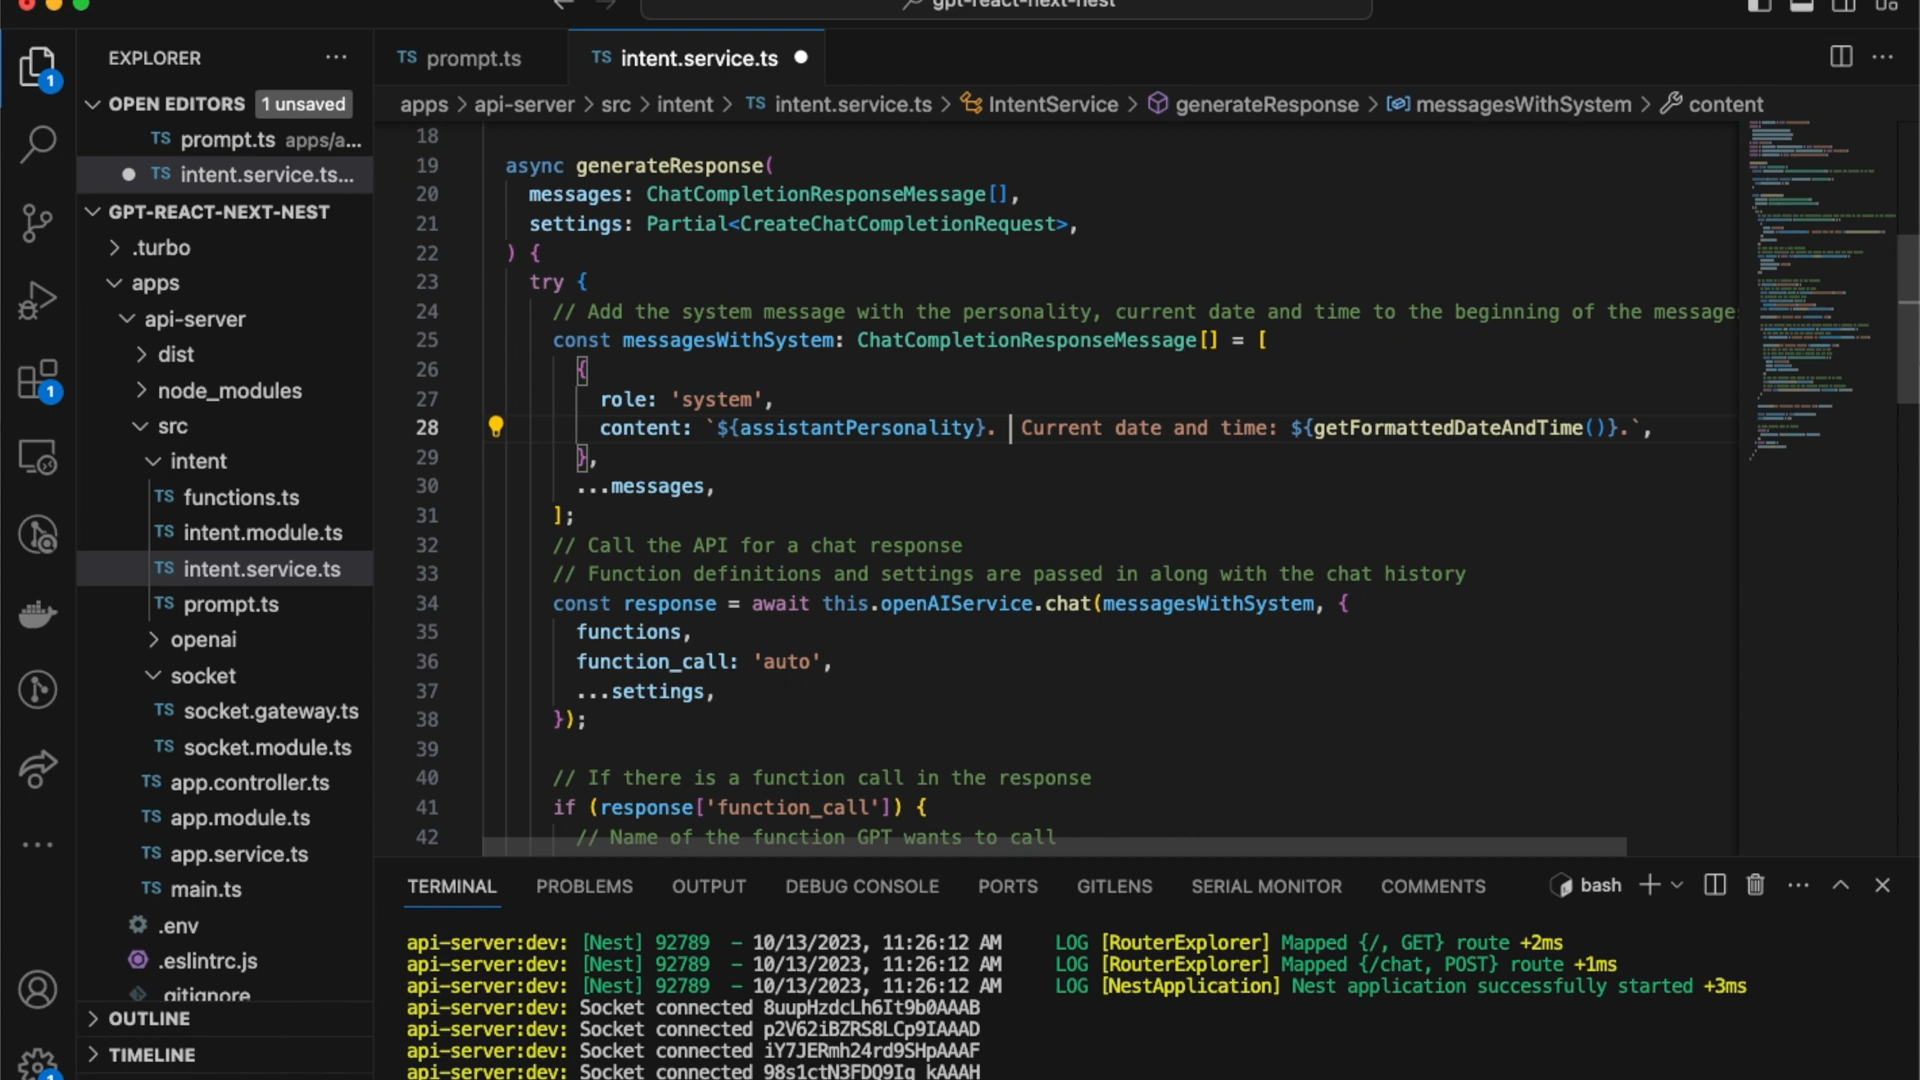 gpt-react-next-nest
EXPLORER
OPEN EDITORS 1 unsaved
TS prompt.ts apps/a...
TS intent.service.ts...
GPT-REACT-NEXT-NEST
.turbo
apps
api-server
dist
node_modules
src
intent
TS functions.ts
TS intent.module.ts
TS intent.service.ts
TS prompt.ts
openai
socket
TS socket.gateway.ts
TS socket.module.ts
TS app.controller.ts
TS app.module.ts
TS app.service.ts
TS main.ts
.env
.eslintrc.js
.gitignore
OUTLINE
TIMELINE
1
1
1
TS prompt.ts
TS intent.service.ts
apps > api-server > src > intent > TS intent.service.ts > IntentService > generateResponse > messagesWithSystem > content
18
19 async generateResponse(
20 messages: ChatCompletionResponseMessage[],
21 settings: Partial<CreateChatCompletionRequest>,
22 ) {
23 try {
24 // Add the system message with the personality, current date and time to the beginning of the messages
25 const messagesWithSystem: ChatCompletionResponseMessage[] = [
26 {
27 role: 'system',
28 content: `${assistantPersonality}. Current date and time: ${getFormattedDateAndTime()}.`,
29 },
30 ...messages,
31 ];
32 // Call the API for a chat response
33 // Function definitions and settings are passed in along with the chat history
34 const response = await this.openAIService.chat(messagesWithSystem, {
35 functions,
36 function_call: 'auto',
37 ...settings,
38 });
39
40 // If there is a function call in the response
41 if (response['function_call']) {
42 // Name of the function GPT wants to call
TERMINAL PROBLEMS OUTPUT DEBUG CONSOLE PORTS GITLENS SERIAL MONITOR COMMENTS bash
api-server:dev: [Nest] 92789 - 10/13/2023, 11:26:12 AM LOG [RouterExplorer] Mapped {/, GET} route +2ms
api-server:dev: [Nest] 92789 - 10/13/2023, 11:26:12 AM LOG [RouterExplorer] Mapped {/chat, POST} route +1ms
api-server:dev: [Nest] 92789 - 10/13/2023, 11:26:12 AM LOG [NestApplication] Nest application successfully started +3ms
api-server:dev: Socket connected 8uupHzdcLh6It9b0AAAB
api-server:dev: Socket connected p2V62iBZRS8LCp9IAAAD
api-server:dev: Socket connected iY7JERmh24rd9SHpAAAF
api-server:dev: Socket connected 98s1ctN3FDQ9Iq_kAAAH